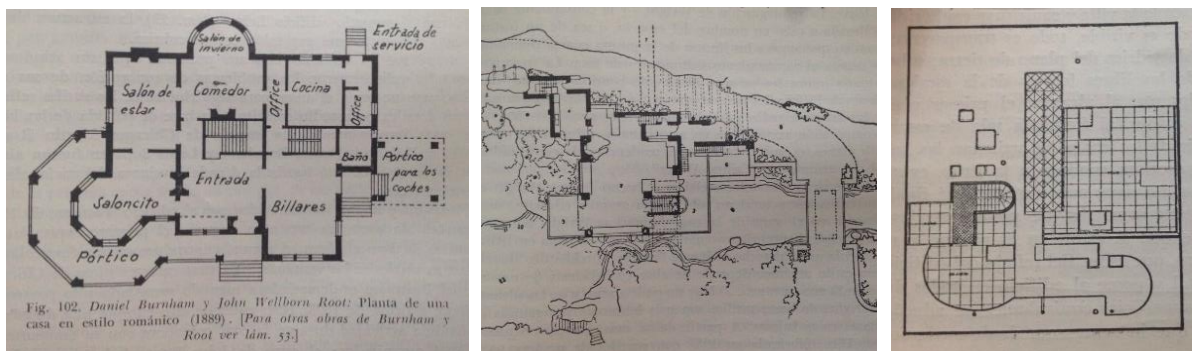 Salón de
invierno
Entrada de
servicio
Salón de
estar
Comedor
Office
Cocina
Office
Baño
Pórtico
para los
coches
Entrada
Saloncito
Billares
Pórtico
Fig. 102. Daniel Burnham y John Wellborn Root: Planta de una
casa en estilo románico (1889). [Para otras obras de Burnham y
Root ver lám. 53.]